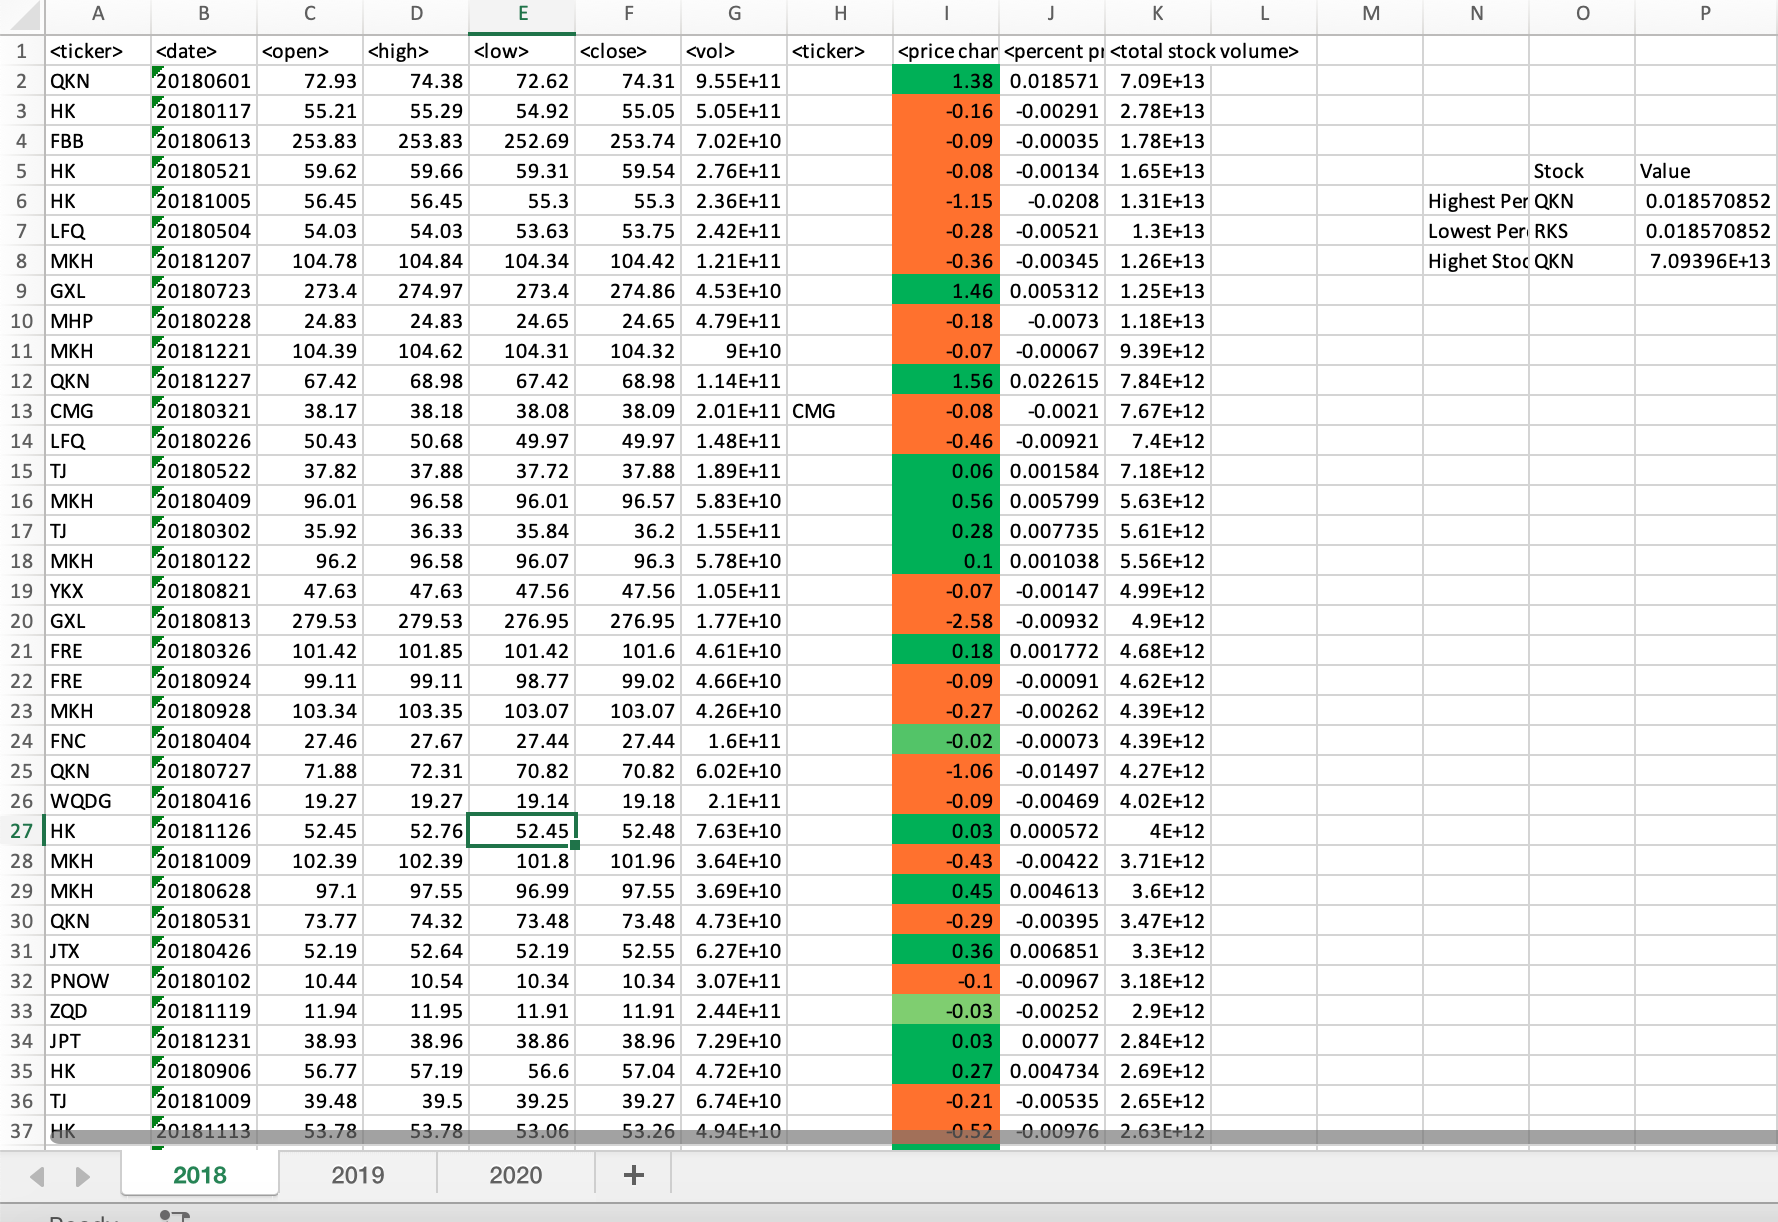 A B C D E F G H I J K L M N O P
1 <ticker> <date> <open> <high> <low> <close> <vol> <ticker> <price char <percent pr <total stock volume>
2 QKN 20180601 72.93 74.38 72.62 74.31 9.55E+11 1.38 0.018571 7.09E+13
3 HK 20180117 55.21 55.29 54.92 55.05 5.05E+11 -0.16 -0.00291 2.78E+13
4 FBB 20180613 253.83 253.83 252.69 253.74 7.02E+10 -0.09 -0.00035 1.78E+13
5 HK 20180521 59.62 59.66 59.31 59.54 2.76E+11 -0.08 -0.00134 1.65E+13 Stock Value
6 HK 20181005 56.45 56.45 55.3 55.3 2.36E+11 -1.15 -0.0208 1.31E+13 Highest Per QKN 0.018570852
7 LFQ 20180504 54.03 54.03 53.63 53.75 2.42E+11 -0.28 -0.00521 1.3E+13 Lowest Per RKS 0.018570852
8 MKH 20181207 104.78 104.84 104.34 104.42 1.21E+11 -0.36 -0.00345 1.26E+13 Highet Stoc QKN 7.09396E+13
9 GXL 20180723 273.4 274.97 273.4 274.86 4.53E+10 1.46 0.005312 1.25E+13
10 MHP 20180228 24.83 24.83 24.65 24.65 4.79E+11 -0.18 -0.0073 1.18E+13
11 MKH 20181221 104.39 104.62 104.31 104.32 9E+10 -0.07 -0.00067 9.39E+12
12 QKN 20181227 67.42 68.98 67.42 68.98 1.14E+11 1.56 0.022615 7.84E+12
13 CMG 20180321 38.17 38.18 38.08 38.09 2.01E+11 CMG -0.08 -0.0021 7.67E+12
14 LFQ 20180226 50.43 50.68 49.97 49.97 1.48E+11 -0.46 -0.00921 7.4E+12
15 TJ 20180522 37.82 37.88 37.72 37.88 1.89E+11 0.06 0.001584 7.18E+12
16 MKH 20180409 96.01 96.58 96.01 96.57 5.83E+10 0.56 0.005799 5.63E+12
17 TJ 20180302 35.92 36.33 35.84 36.2 1.55E+11 0.28 0.007735 5.61E+12
18 MKH 20180122 96.2 96.58 96.07 96.3 5.78E+10 0.1 0.001038 5.56E+12
19 YKX 20180821 47.63 47.63 47.56 47.56 1.05E+11 -0.07 -0.00147 4.99E+12
20 GXL 20180813 279.53 279.53 276.95 276.95 1.77E+10 -2.58 -0.00932 4.9E+12
21 FRE 20180326 101.42 101.85 101.42 101.6 4.61E+10 0.18 0.001772 4.68E+12
22 FRE 20180924 99.11 99.11 98.77 99.02 4.66E+10 -0.09 -0.00091 4.62E+12
23 MKH 20180928 103.34 103.35 103.07 103.07 4.26E+10 -0.27 -0.00262 4.39E+12
24 FNC 20180404 27.46 27.67 27.44 27.44 1.6E+11 -0.02 -0.00073 4.39E+12
25 QKN 20180727 71.88 72.31 70.82 70.82 6.02E+10 -1.06 -0.01497 4.27E+12
26 WQDG 20180416 19.27 19.27 19.14 19.18 2.1E+11 -0.09 -0.00469 4.02E+12
27 HK 20181126 52.45 52.76 52.45 52.48 7.63E+10 0.03 0.000572 4E+12
28 MKH 20181009 102.39 102.39 101.8 101.96 3.64E+10 -0.43 -0.00422 3.71E+12
29 MKH 20180628 97.1 97.55 96.99 97.55 3.69E+10 0.45 0.004613 3.6E+12
30 QKN 20180531 73.77 74.32 73.48 73.48 4.73E+10 -0.29 -0.00395 3.47E+12
31 JTX 20180426 52.19 52.64 52.19 52.55 6.27E+10 0.36 0.006851 3.3E+12
32 PNOW 20180102 10.44 10.54 10.34 10.34 3.07E+11 -0.1 -0.00967 3.18E+12
33 ZQD 20181119 11.94 11.95 11.91 11.91 2.44E+11 -0.03 -0.00252 2.9E+12
34 JPT 20181231 38.93 38.96 38.86 38.96 7.29E+10 0.03 0.00077 2.84E+12
35 HK 20180906 56.77 57.19 56.6 57.04 4.72E+10 0.27 0.004734 2.69E+12
36 TJ 20181009 39.48 39.5 39.25 39.27 6.74E+10 -0.21 -0.00535 2.65E+12
37 HK 20181113 53.78 53.78 53.06 53.26 4.94E+10 -0.52 -0.00976 2.63E+12
2018 2019 2020 +
Ready